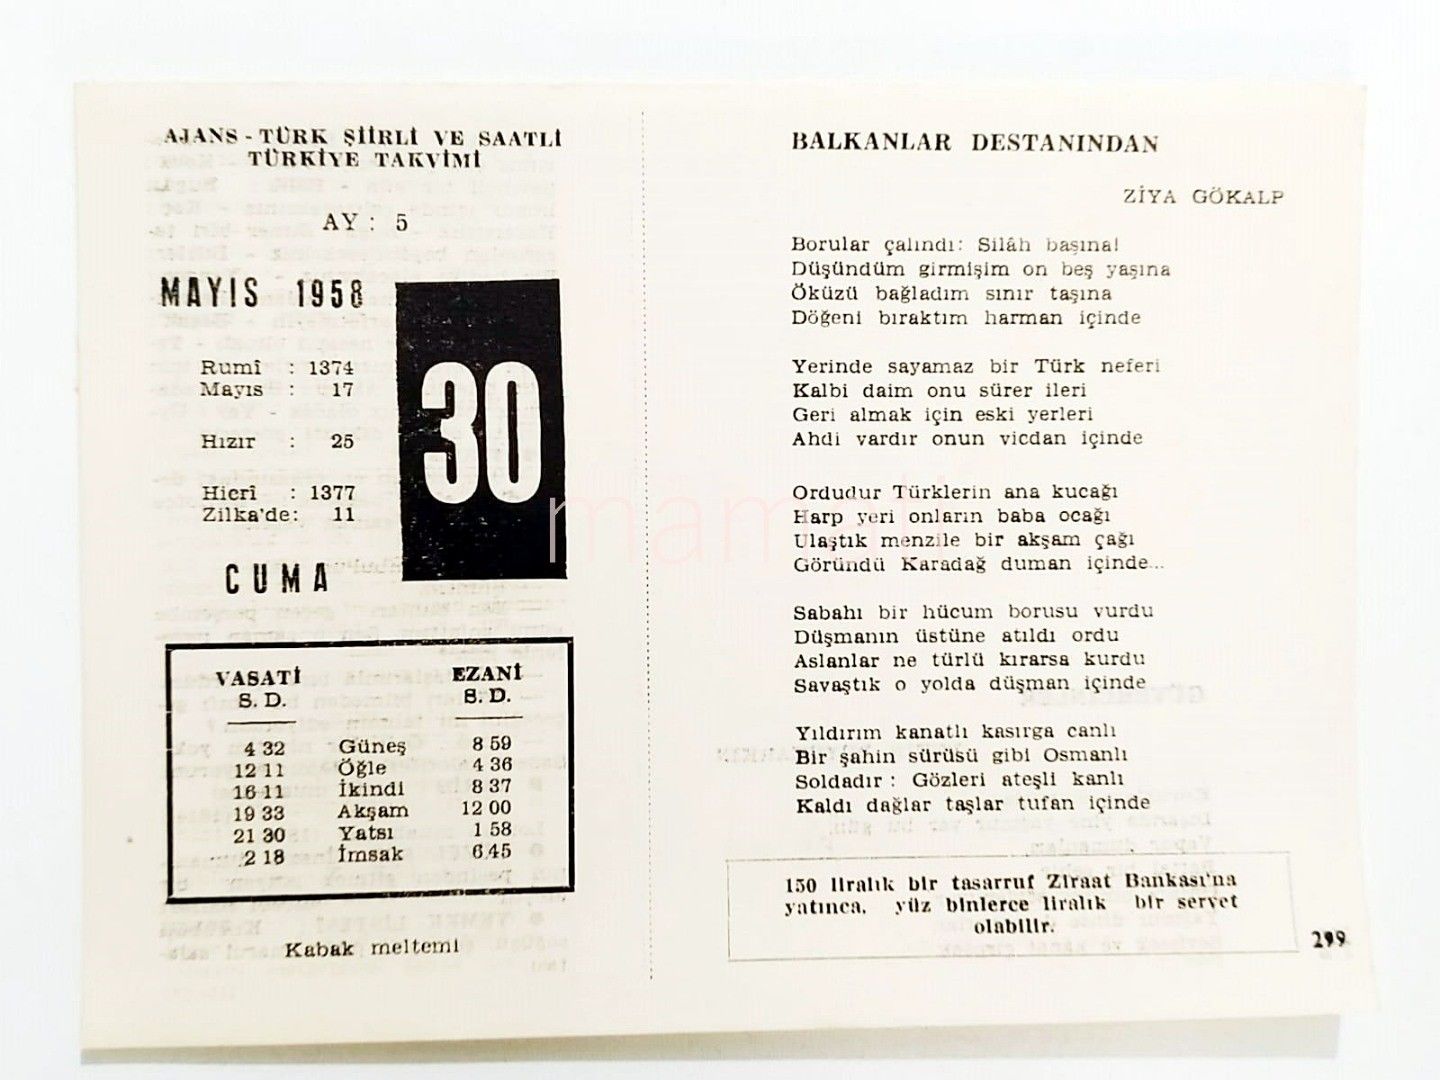 AJANS - TÜRK ŞİİRLİ VE SAATLİ
TÜRKİYE TAKVİMİ
AY : 5
MAYIS 1958
30
Rumî : 1374
Mayıs : 17
Hızır : 25
Hicrî : 1377
Zilka'de: 11
CUMA
VASATİ EZANİ
S. D. S. D.
4 32 Güneş 8 59
12 11 Öğle 4 36
16 11 İkindi 8 37
19 33 Akşam 12 00
21 30 Yatsı 1 58
2 18 İmsak 6 45
Kabak meltemi
BALKANLAR DESTANINDAN
ZİYA GÖKALP
Borular çalındı: Silâh başına!
Düşündüm girmişim on beş yaşına
Öküzü bağladım sınır taşına
Döğeni bıraktım harman içinde
Yerinde sayamaz bir Türk neferi
Kalbi daim onu sürer ileri
Geri almak için eski yerleri
Ahdi vardır onun vicdan içinde
Ordudur Türklerin ana kucağı
Harp yeri onların baba ocağı
Ulaştık menzile bir akşam çağı
Göründü Karadağ duman içinde...
Sabahı bir hücum borusu vurdu
Düşmanın üstüne atıldı ordu
Aslanlar ne türlü kırarsa kurdu
Savaştık o yolda düşman içinde
Yıldırım kanatlı kasırga canlı
Bir şahin sürüsü gibi Osmanlı
Soldadır : Gözleri ateşli kanlı
Kaldı dağlar taşlar tufan içinde
150 liralık bir tasarruf Ziraat Bankası'na
yatınca, yüz binlerce liralık bir servet
olabilir.
299